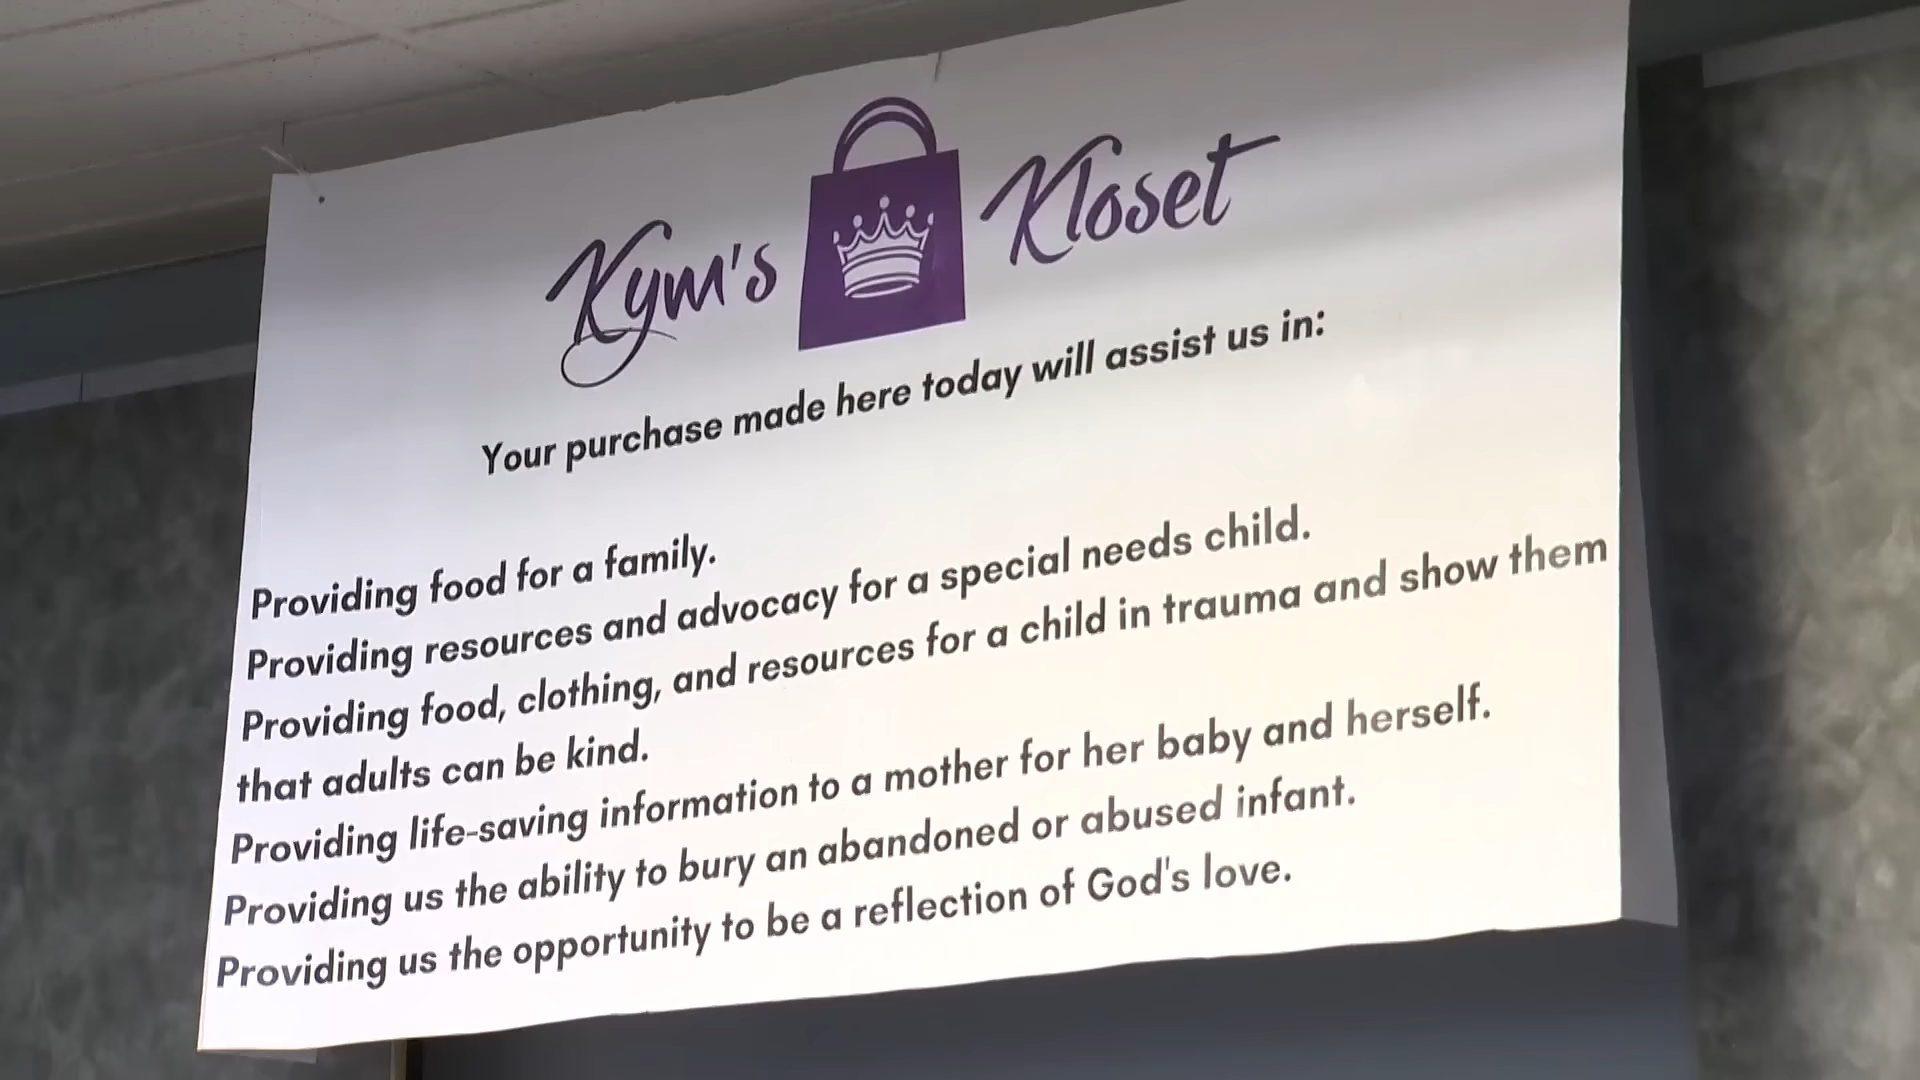 Kym's Kloset
Your purchase made here today will assist us in:
Providing food for a family.
Providing resources and advocacy for a special needs child.
Providing food, clothing, and resources for a child in trauma and show them
that adults can be kind.
Providing life-saving information to a mother for her baby and herself.
Providing us the ability to bury an abandoned or abused infant.
Providing us the opportunity to be a reflection of God's love.